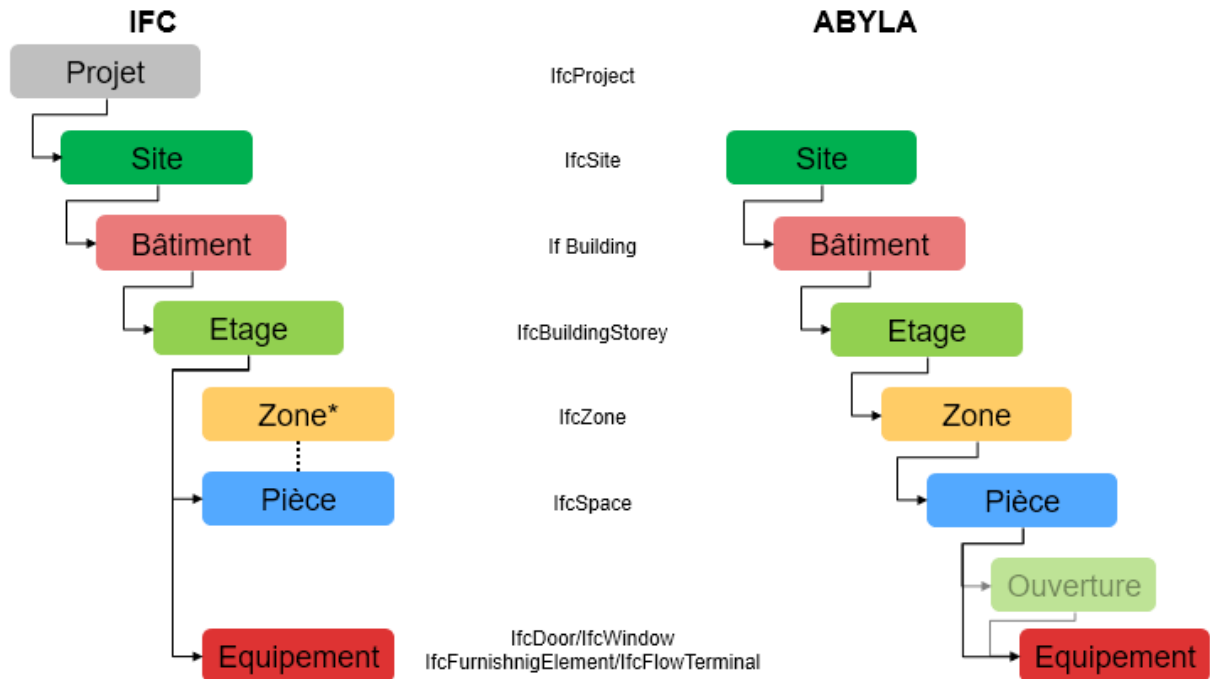 IFC ABYLA
Projet IfcProject
Site IfcSite Site
Bâtiment If Building Bâtiment
Etage IfcBuildingStorey Etage
Zone* IfcZone Zone
Pièce IfcSpace Pièce
Ouverture
Equipement IfcDoor/IfcWindow Equipement
IfcFurnishnigElement/IfcFlowTerminal